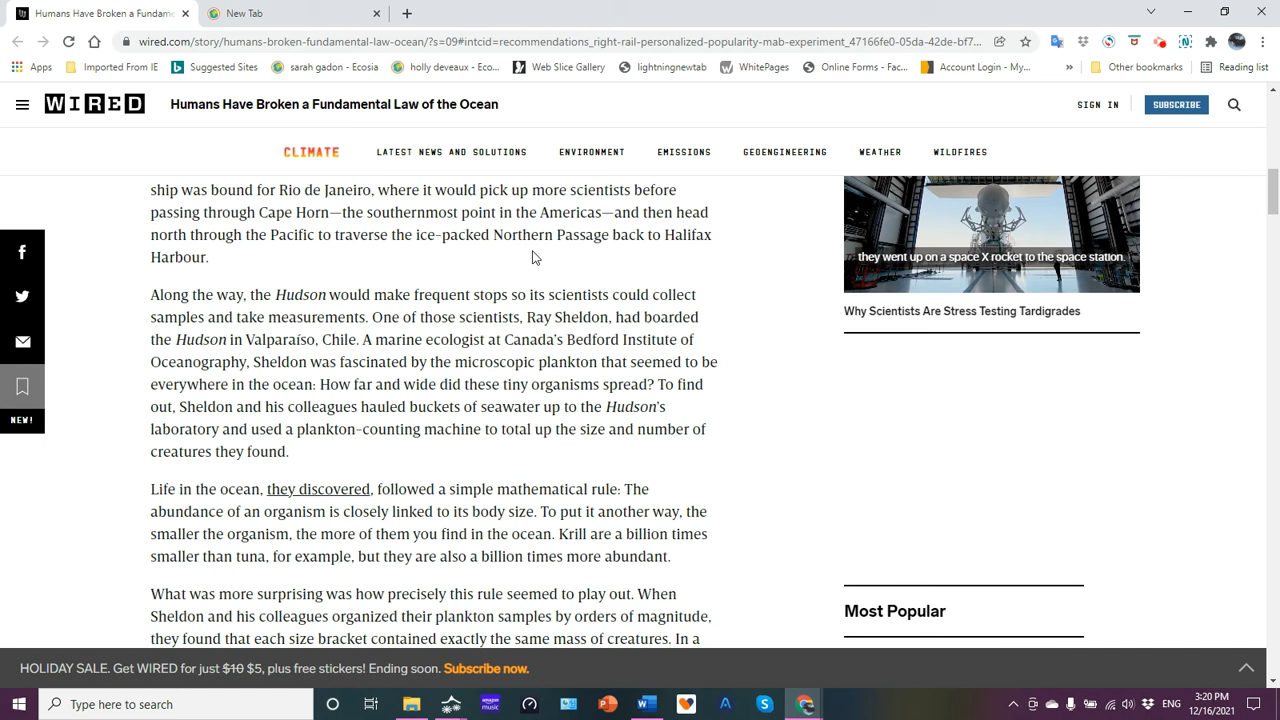 Humans Have Broken a Fundame
New Tab
wired.com/story/humans-broken-fundamental-law-ocean/?s=09#intcid=recommendations_right-rail-personalized-popularity-mab-experiment_47166fe0-05da-42de-bf7...
Apps
Imported From IE
Suggested Sites
sarah gadon - Ecosia
holly deveaux - Eco...
Web Slice Gallery
lightningnewtab
WhitePages
Online Forms - Fac...
Account Login - My...
»
Other bookmarks
Reading list
WIRED
Humans Have Broken a Fundamental Law of the Ocean
SIGN IN
SUBSCRIBE
CLIMATE
LATEST NEWS AND SOLUTIONS
ENVIRONMENT
EMISSIONS
GEOENGINEERING
WEATHER
WILDFIRES
ship was bound for Rio de Janeiro, where it would pick up more scientists before
passing through Cape Horn—the southernmost point in the Americas—and then head
north through the Pacific to traverse the ice-packed Northern Passage back to Halifax
Harbour.
Along the way, the Hudson would make frequent stops so its scientists could collect
samples and take measurements. One of those scientists, Ray Sheldon, had boarded
the Hudson in Valparaíso, Chile. A marine ecologist at Canada's Bedford Institute of
Oceanography, Sheldon was fascinated by the microscopic plankton that seemed to be
everywhere in the ocean: How far and wide did these tiny organisms spread? To find
out, Sheldon and his colleagues hauled buckets of seawater up to the Hudson's
laboratory and used a plankton-counting machine to total up the size and number of
creatures they found.
Life in the ocean, they discovered, followed a simple mathematical rule: The
abundance of an organism is closely linked to its body size. To put it another way, the
smaller the organism, the more of them you find in the ocean. Krill are a billion times
smaller than tuna, for example, but they are also a billion times more abundant.
What was more surprising was how precisely this rule seemed to play out. When
Sheldon and his colleagues organized their plankton samples by orders of magnitude,
they found that each size bracket contained exactly the same mass of creatures. In a
they went up on a space X rocket to the space station.
Why Scientists Are Stress Testing Tardigrades
Most Popular
NEW!
HOLIDAY SALE. Get WIRED for just $10 $5, plus free stickers! Ending soon. Subscribe now.
Type here to search
amazon music
ENG
3:20 PM
12/16/2021